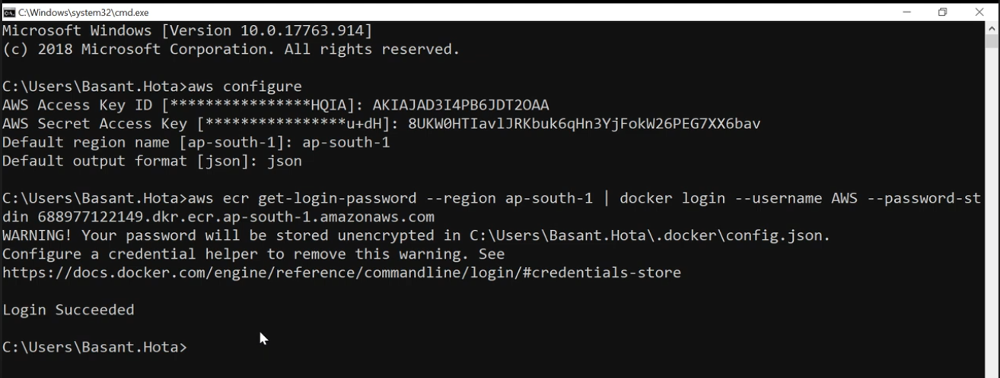 C:\Windows\system32\cmd.exe
Microsoft Windows [Version 10.0.17763.914]
(c) 2018 Microsoft Corporation. All rights reserved.
C:\Users\Basant.Hota>aws configure
AWS Access Key ID [****************HQIA]: AKIAJAD3I4PB6JDT2OAA
AWS Secret Access Key [****************u+dH]: 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
Default region name [ap-south-1]: ap-south-1
Default output format [json]: json
C:\Users\Basant.Hota>aws ecr get-login-password --region ap-south-1 | docker login --username AWS --password-st
din 688977122149.dkr.ecr.ap-south-1.amazonaws.com
WARNING! Your password will be stored unencrypted in C:\Users\Basant.Hota\.docker\config.json.
Configure a credential helper to remove this warning. See
https://docs.docker.com/engine/reference/commandline/login/#credentials-store
Login Succeeded
C:\Users\Basant.Hota>